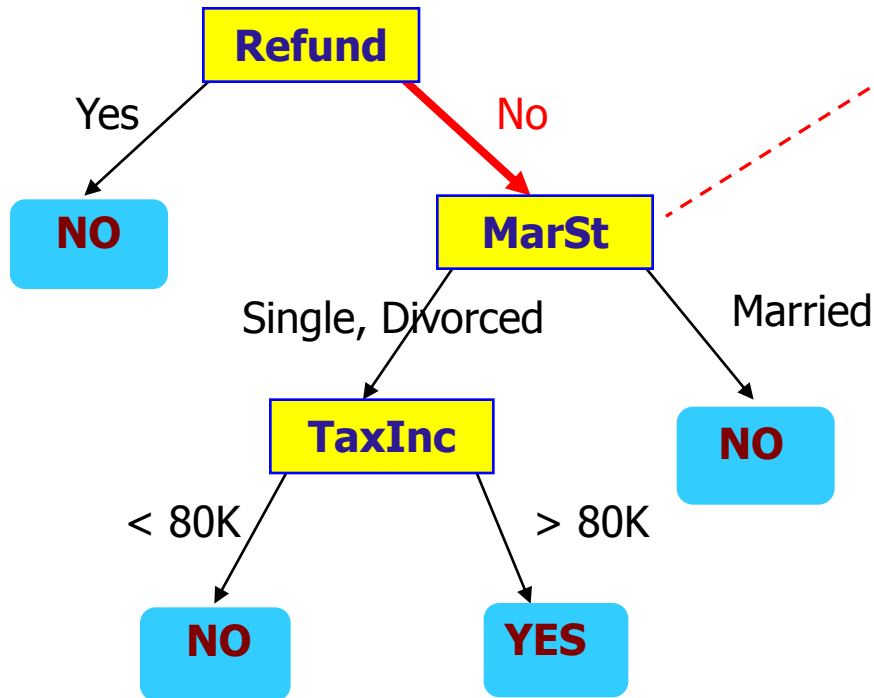 Refund
Yes
No
NO
MarSt
Single, Divorced
Married
TaxInc
NO
< 80K
> 80K
NO
YES